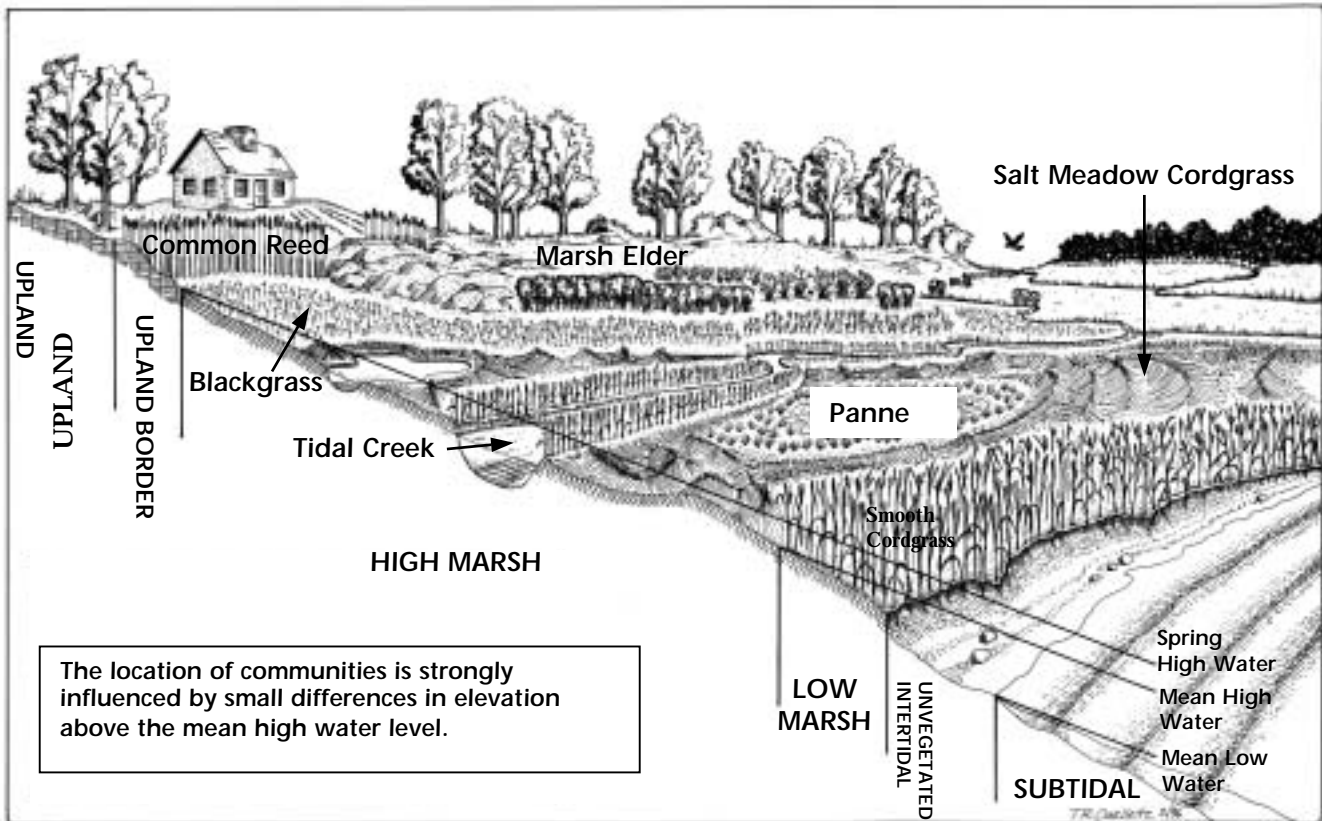 Salt Meadow Cordgrass
Common Reed
Marsh Elder
Blackgrass
Panne
Tidal Creek
Smooth
Cordgrass
UPLAND
UPLAND
UPLAND BORDER
HIGH MARSH
LOW
MARSH
UNVEGETATED
INTERTIDAL
SUBTIDAL
Spring
High Water
Mean High
Water
Mean Low
Water
The location of communities is strongly
influenced by small differences in elevation
above the mean high water level.